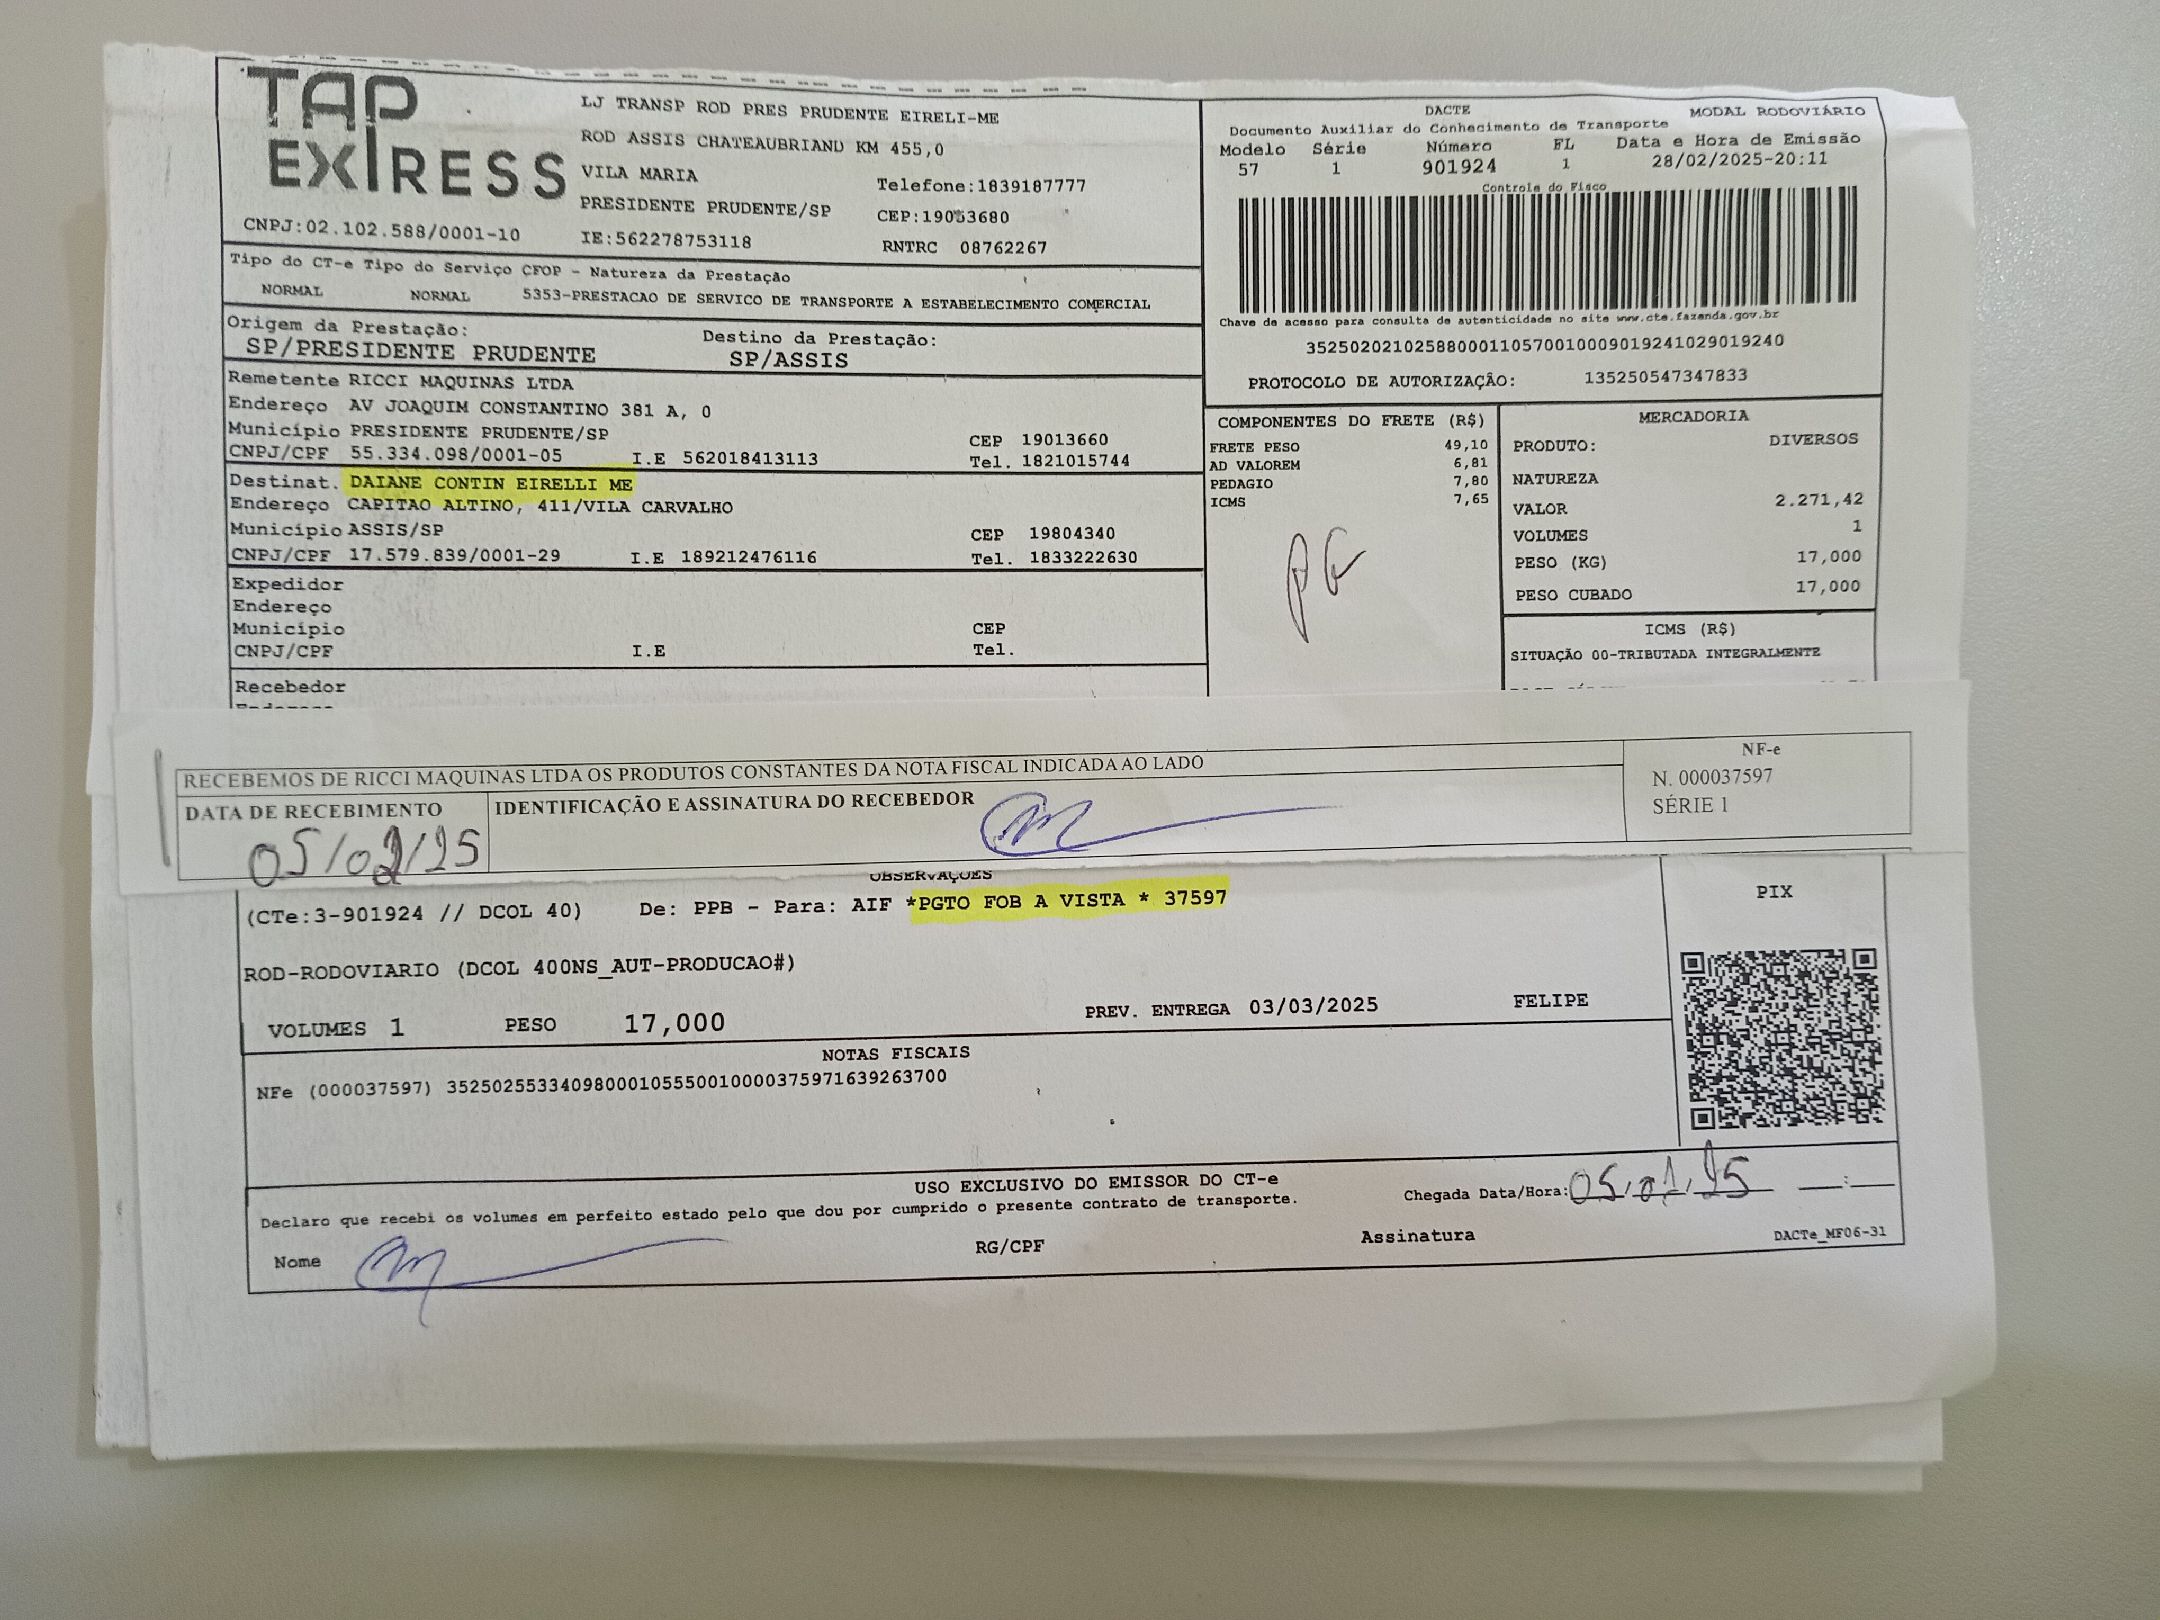 TAP EXPRESS
CNPJ:02.102.588/0001-10
LJ TRANSP ROD PRES PRUDENTE EIRELI-ME
ROD ASSIS CHATEAUBRIAND KM 455,0
VILA MARIA
Telefone:1839187777
PRESIDENTE PRUDENTE/SP
CEP:19053680
IE:562278753118
RNTRC 08762267
DACTE
MODAL RODOVIÁRIO
Documento Auxiliar do Conhecimento de Transporte
Modelo Série Número FL Data e Hora de Emissão
57 1 901924 1 28/02/2025-20:11
Controle do Fisco
Chave de acesso para consulta de autenticidade no site www.cte.fazenda.gov.br
35250202102588000110570010009019241029019240
PROTOCOLO DE AUTORIZAÇÂO: 135250547347833
Tipo do CT-e Tipo do Serviço CFOP - Natureza da Prestação
NORMAL NORMAL 5353-PRESTACAO DE SERVICO DE TRANSPORTE A ESTABELECIMENTO COMERCIAL
Origem da Prestação: Destino da Prestação:
SP/PRESIDENTE PRUDENTE SP/ASSIS
Remetente RICCI MAQUINAS LTDA
Endereço AV JOAQUIM CONSTANTINO 381 A, 0
Município PRESIDENTE PRUDENTE/SP CEP 19013660
CNPJ/CPF 55.334.098/0001-05 I.E 562018413113 Tel. 1821015744
Destinat. DAIANE CONTIN EIRELLI ME
Endereço CAPITAO ALTINO, 411/VILA CARVALHO
Município ASSIS/SP CEP 19804340
CNPJ/CPF 17.579.839/0001-29 I.E 189212476116 Tel. 1833222630
Expedidor
Endereço
Município CEP
CNPJ/CPF I.E Tel.
Recebedor
COMPONENTES DO FRETE (R$)
FRETE PESO 49,10
AD VALOREM 6,81
PEDAGIO 7,80
ICMS 7,65
MERCADORIA
PRODUTO: DIVERSOS
NATUREZA
VALOR 2.271,42
VOLUMES 1
PESO (KG) 17,000
PESO CUBADO 17,000
ICMS (R$)
SITUAÇÃO 00-TRIBUTADA INTEGRALMENTE
RECEBEMOS DE RICCI MAQUINAS LTDA OS PRODUTOS CONSTANTES DA NOTA FISCAL INDICADA AO LADO
NF-e
N. 000037597
SÉRIE 1
DATA DE RECEBIMENTO
IDENTIFICAÇÃO E ASSINATURA DO RECEBEDOR
OBSERVAÇOES
(CTe:3-901924 // DCOL 40) De: PPB - Para: AIF *PGTO FOB A VISTA * 37597
PIX
ROD-RODOVIARIO (DCOL 400NS_AUT-PRODUCAO#)
VOLUMES 1 PESO 17,000 PREV. ENTREGA 03/03/2025 FELIPE
NOTAS FISCAIS
NFe (000037597) 35250255334098000105550010000375971639263700
USO EXCLUSIVO DO EMISSOR DO CT-e
Declaro que recebi os volumes em perfeito estado pelo que dou por cumprido o presente contrato de transporte.
Chegada Data/Hora:
Nome RG/CPF Assinatura DACTe_MF06-31